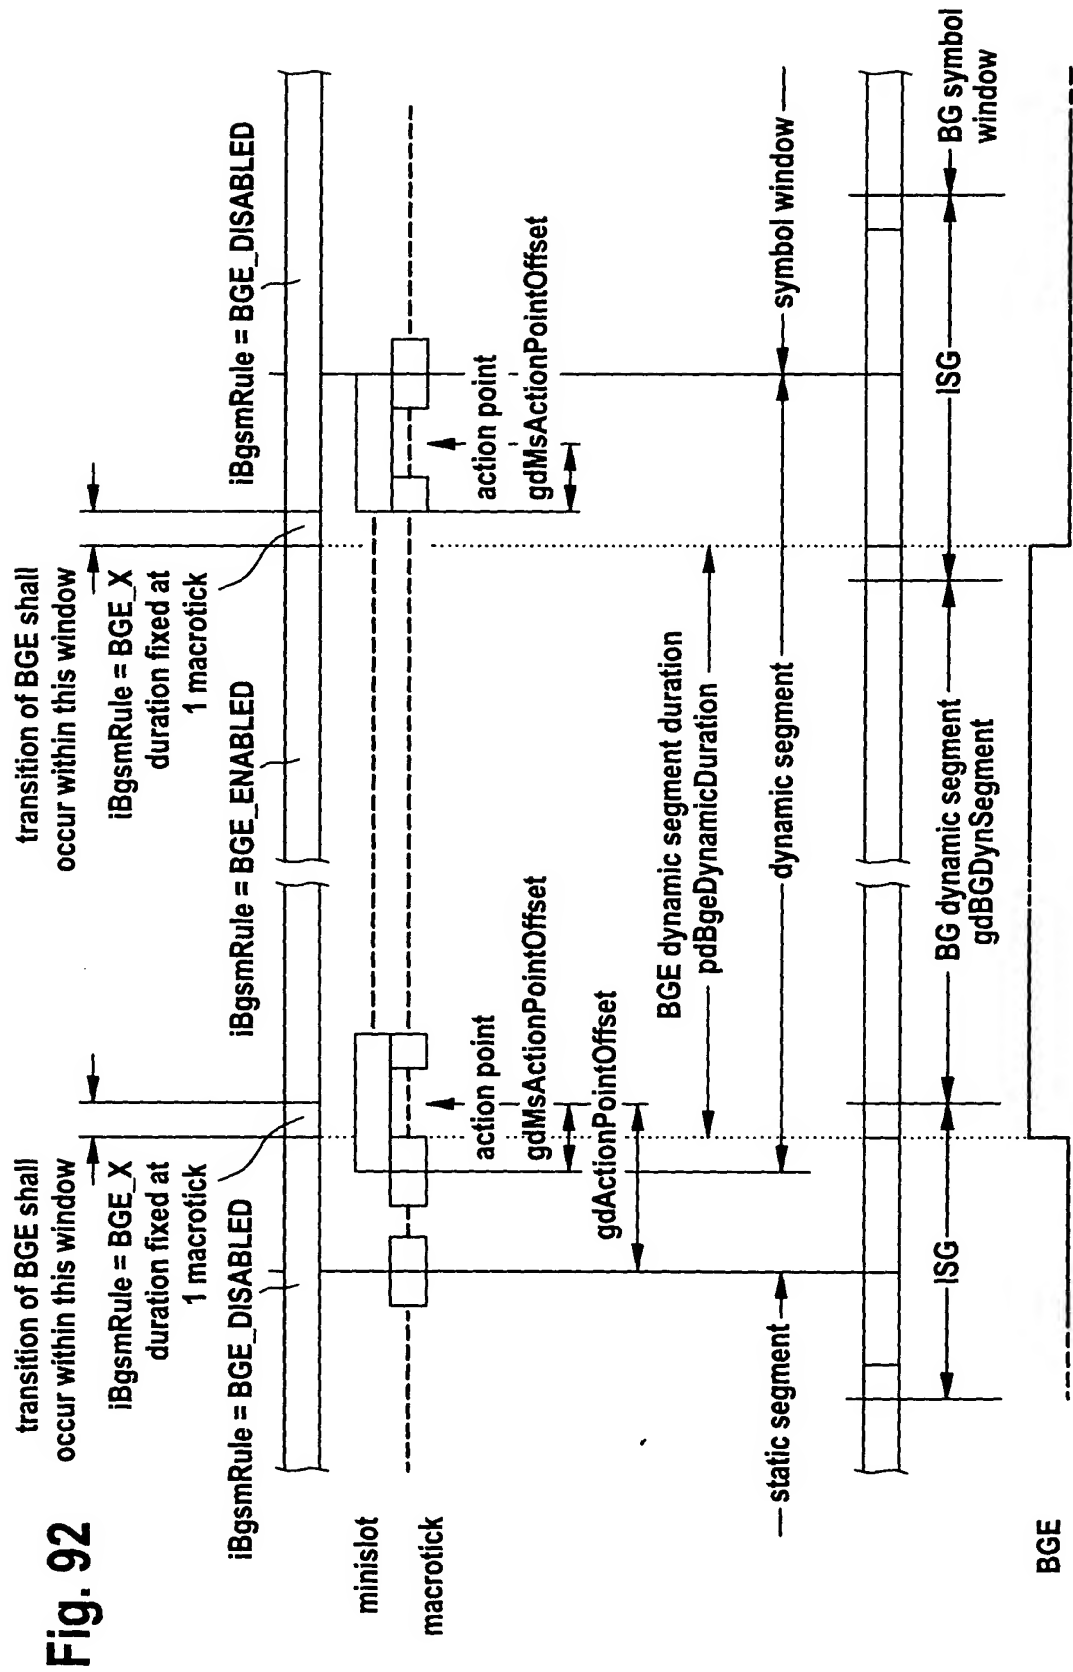 Fig. 92
transition of BGE shall
occur within this window
iBgsmRule = BGE_X
duration fixed at
1 macrotick
transition of BGE shall
occur within this window
iBgsmRule = BGE_X
duration fixed at
1 macrotick
iBgsmRule = BGE_DISABLED
iBgsmRule = BGE_ENABLED
iBgsmRule = BGE_DISABLED
minislot
macrotick
action point
gdMsActionPointOffset
gdActionPointOffset
action point
gdMsActionPointOffset
BGE dynamic segment duration
pdBgeDynamicDuration
static segment
dynamic segment
symbol window
ISG
BG dynamic segment
gdBGDynSegment
ISG
BG symbol
window
BGE